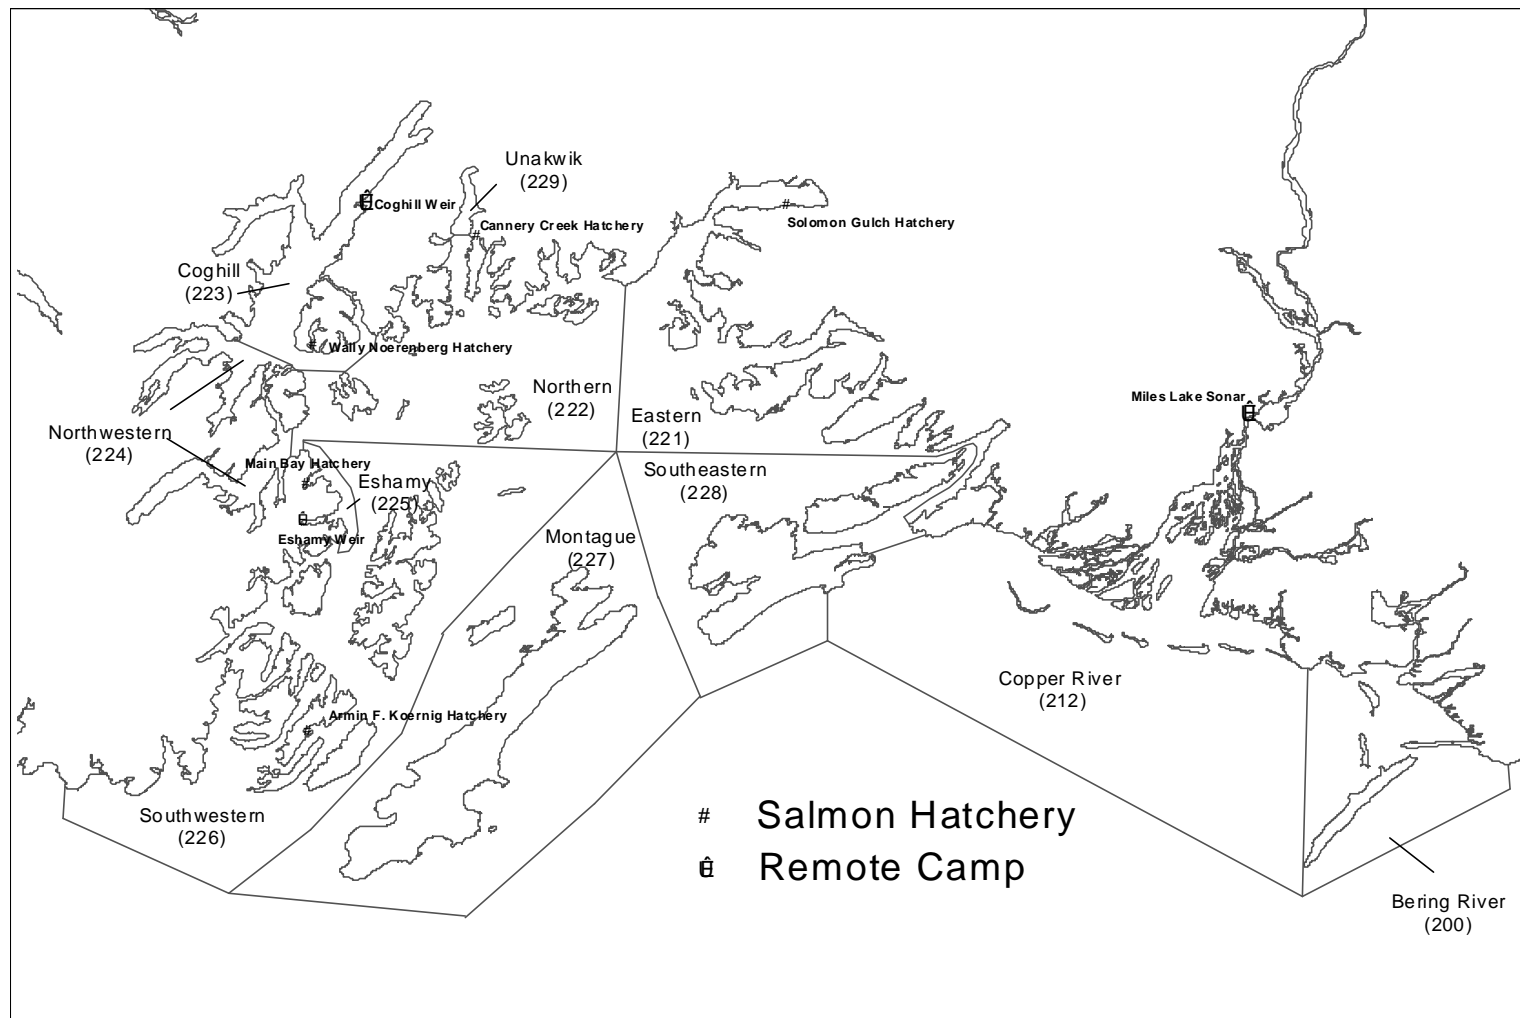 Unakwik
(229)
Coghill Weir
Cannery Creek Hatchery
Solomon Gulch Hatchery
Coghill
(223)
Wally Noerenberg Hatchery
Northern
(222)
Eastern
(221)
Miles Lake Sonar
Northwestern
(224)
Main Bay Hatchery
Eshamy
(225)
Southeastern
(228)
Eshamy Weir
Montague
(227)
Copper River
(212)
Armin F. Koernig Hatchery
Southwestern
(226)
# Salmon Hatchery
Remote Camp
Bering River
(200)